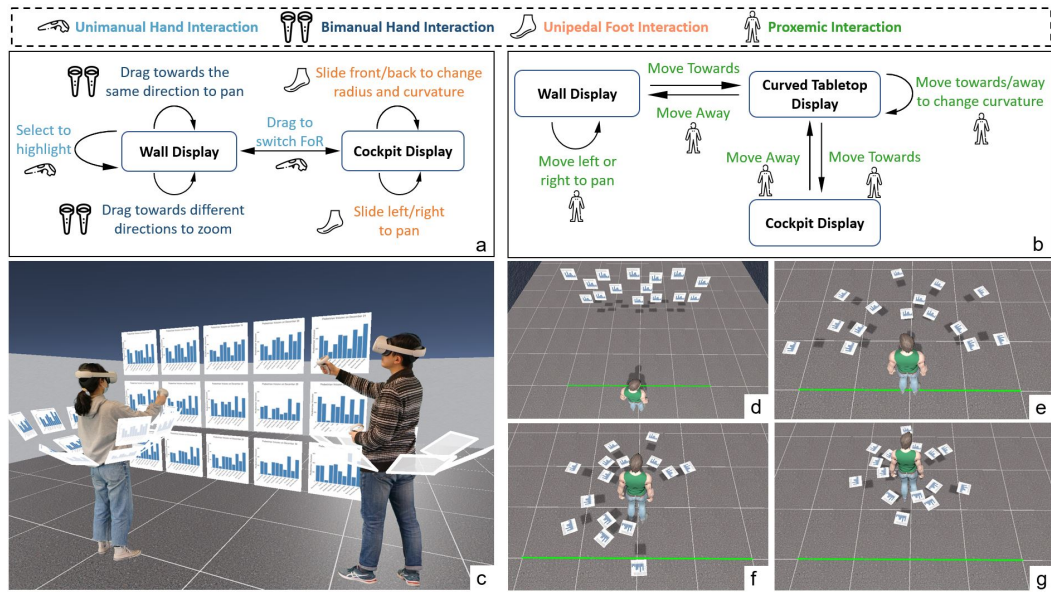 Unimanual Hand Interaction
Bimanual Hand Interaction
Unipedal Foot Interaction
Proxemic Interaction
Drag towards the
same direction to pan
Slide front/back to change
radius and curvature
Select to
highlight
Wall Display
Drag to
switch FoR
Cockpit Display
Drag towards different
directions to zoom
Slide left/right
to pan
a
Wall Display
Move Towards
Move Away
Curved Tabletop
Display
Move towards/away
to change curvature
Move left or
right to pan
Move Away
Move Towards
Cockpit Display
b
c
d
e
f
g